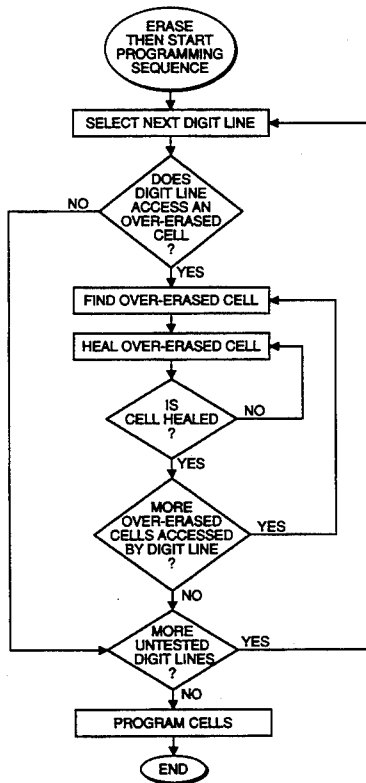 ERASE
THEN START
PROGRAMMING
SEQUENCE
SELECT NEXT DIGIT LINE
DOES
DIGIT LINE
ACCESS AN
OVER-ERASED
CELL
?
NO
YES
FIND OVER-ERASED CELL
HEAL OVER-ERASED CELL
IS
CELL HEALED
?
NO
YES
MORE
OVER-ERASED
CELLS ACCESSED
BY DIGIT LINE
?
YES
NO
MORE
UNTESTED
DIGIT LINES
?
YES
NO
PROGRAM CELLS
END